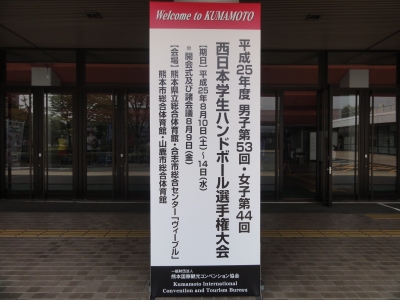 Welcome to KUMAMOTO
平成25年度 男子第53回・女子第44回
西日本学生ハンドボール選手権大会
【期日】平成25年8月10日(土)～14日(水)
※開会式及び諸会議8月9日(金)
【会場】熊本県立総合体育館・合志市総合センター「ヴィーブル」
熊本市総合体育館・山鹿市総合体育館
一般財団法人
熊本国際観光コンベンション協会
Kumamoto International
Convention and Tourism Bureau